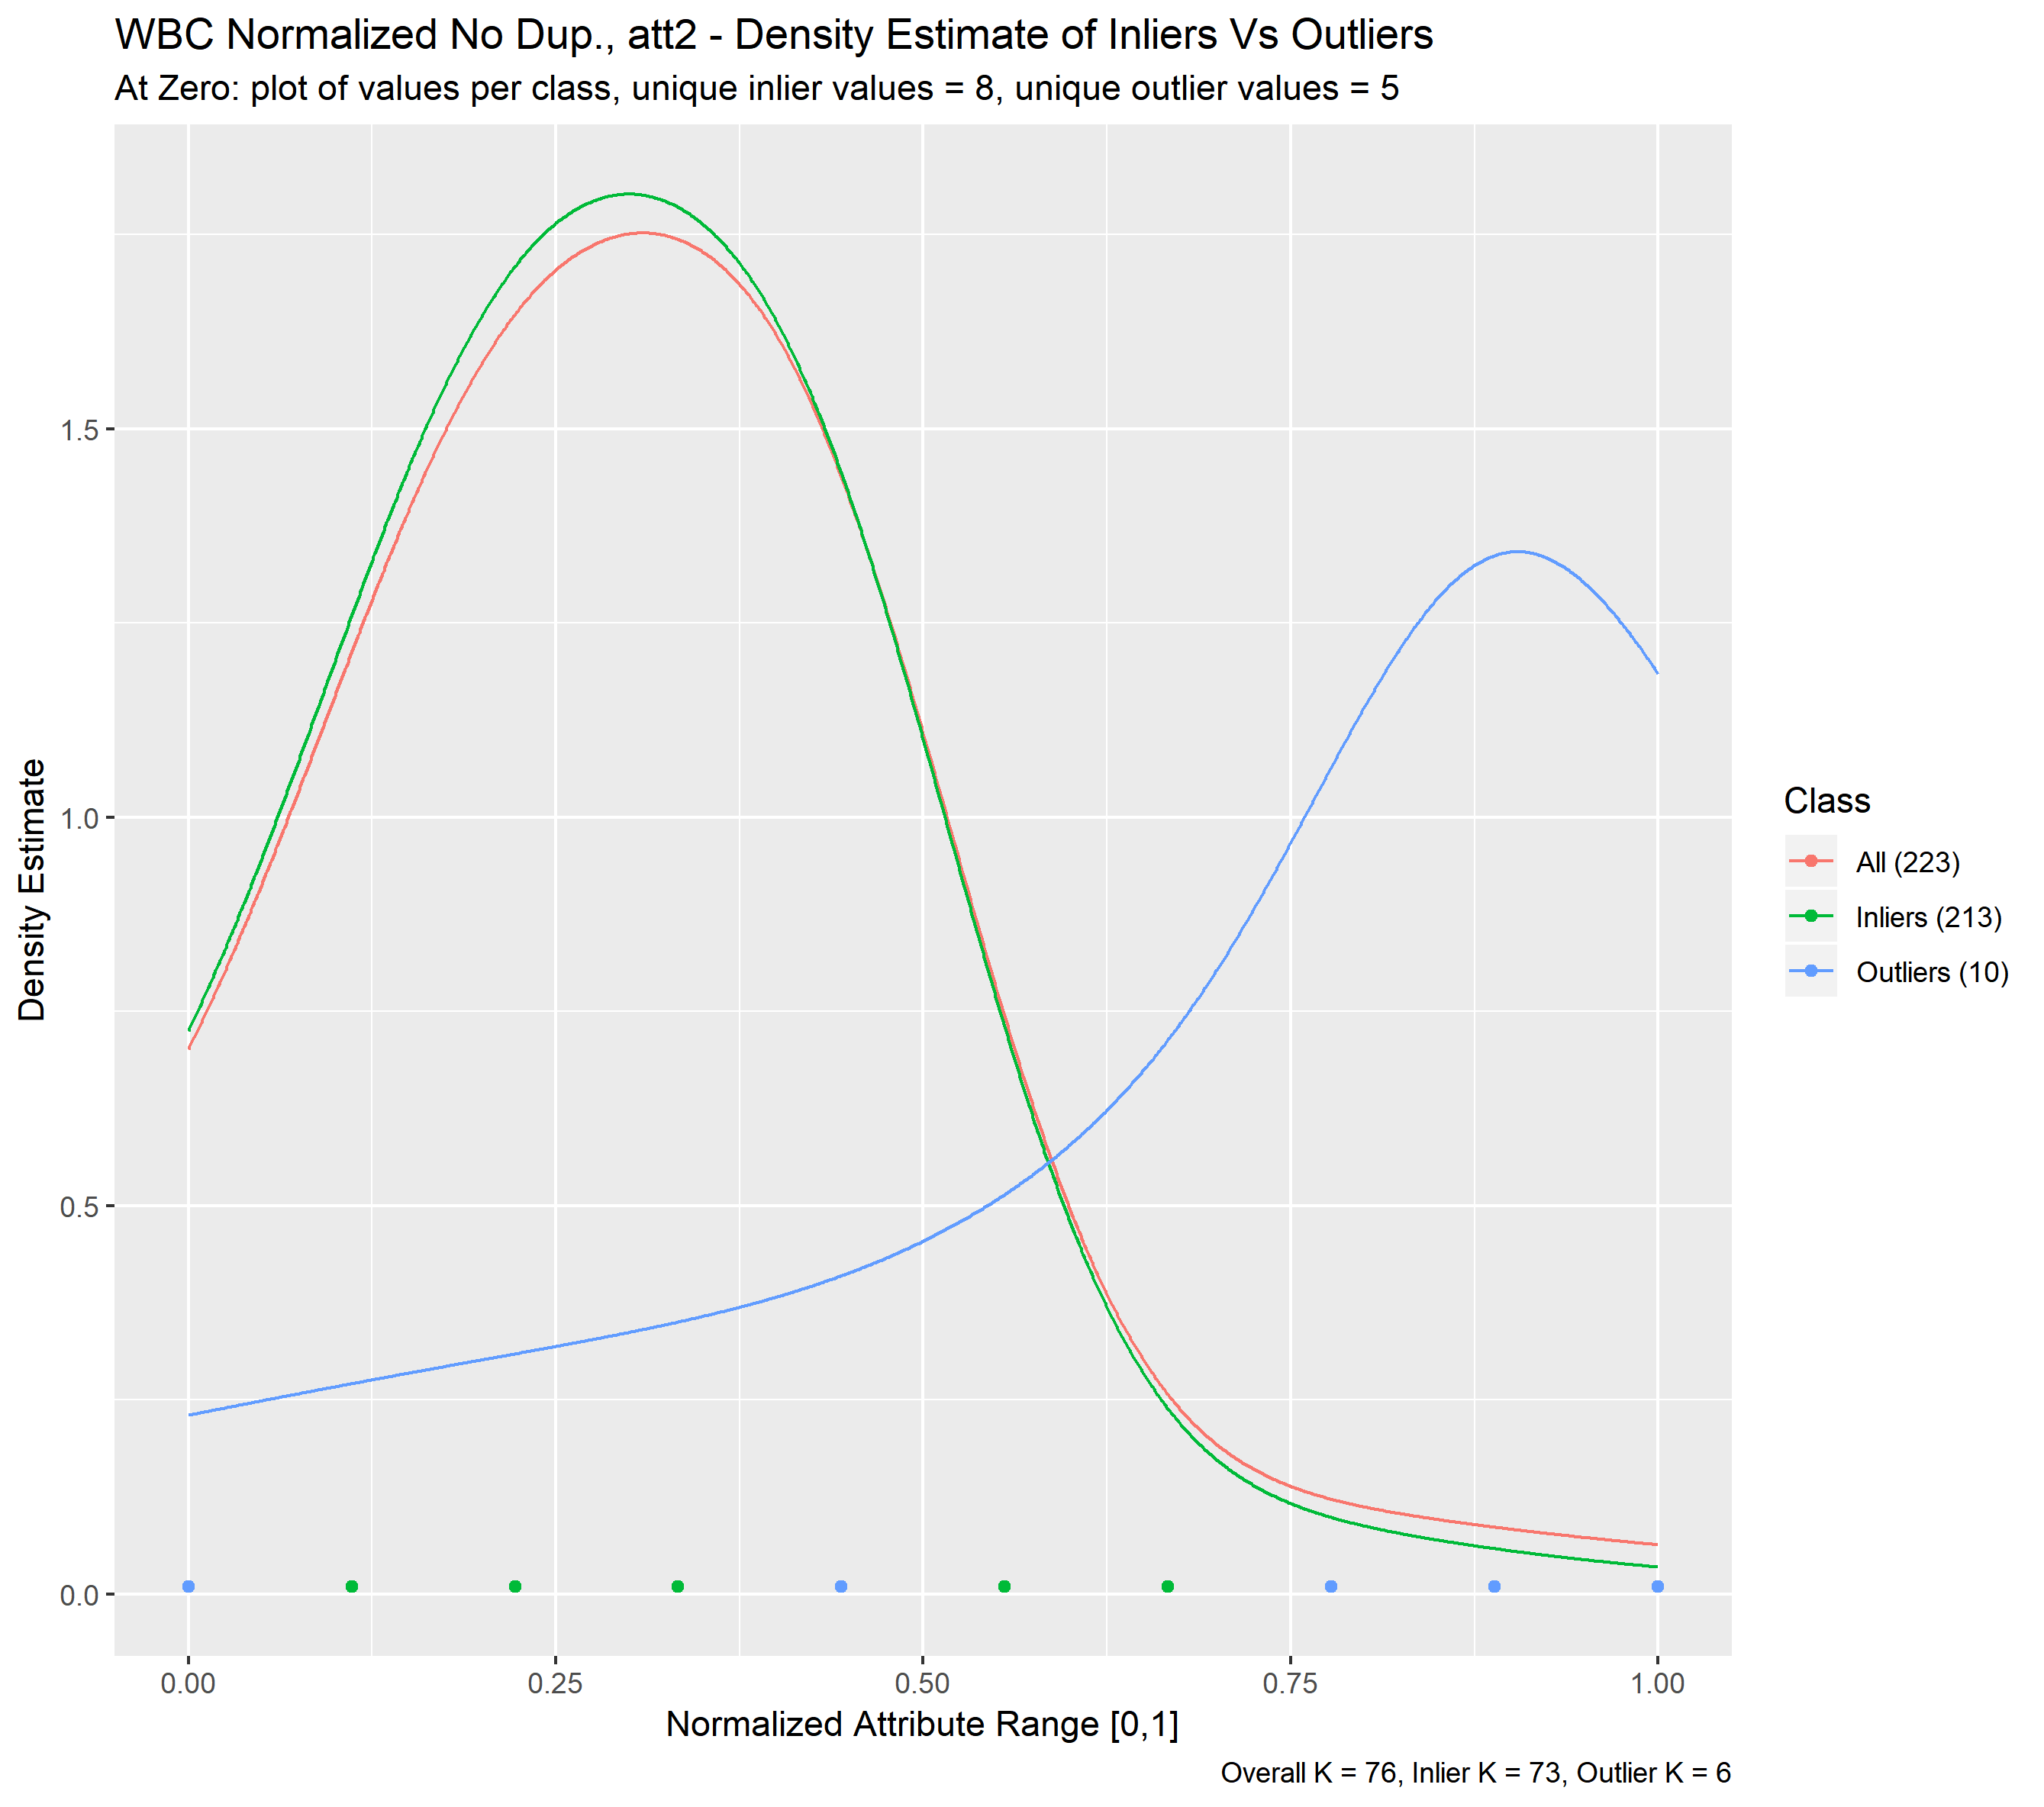 WBC Normalized No Dup., att2 - Density Estimate of Inliers Vs Outliers
At Zero: plot of values per class, unique inlier values = 8, unique outlier values = 5
Density Estimate
1.5
1.0
0.5
0.0
0.00
0.25
0.50
0.75
1.00
Normalized Attribute Range [0,1]
Class
All (223)
Inliers (213)
Outliers (10)
Overall K = 76, Inlier K = 73, Outlier K = 6